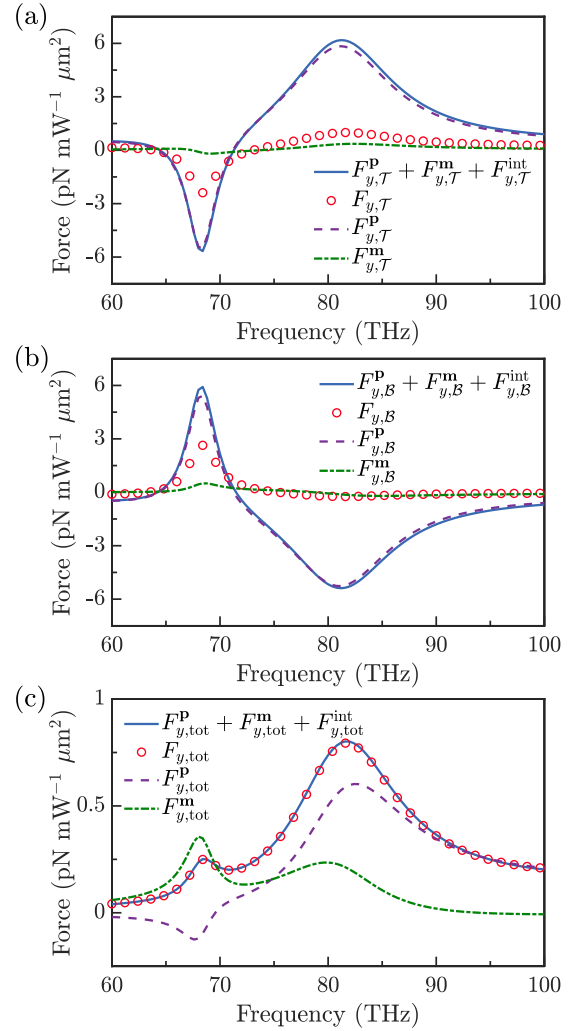 (a)
6
3
0
-3
-6
Force (pN mW⁻¹ μm²)
F^p_{y,𝒯} + F^m_{y,𝒯} + F^int_{y,𝒯}
F_{y,𝒯}
F^p_{y,𝒯}
F^m_{y,𝒯}
60 70 80 90 100
Frequency (THz)
(b)
6
3
0
-3
-6
Force (pN mW⁻¹ μm²)
F^p_{y,ℬ} + F^m_{y,ℬ} + F^int_{y,ℬ}
F_{y,ℬ}
F^p_{y,ℬ}
F^m_{y,ℬ}
60 70 80 90 100
Frequency (THz)
(c)
1
0.5
0
-1
Force (pN mW⁻¹ μm²)
F^p_{y,tot} + F^m_{y,tot} + F^int_{y,tot}
F_{y,tot}
F^p_{y,tot}
F^m_{y,tot}
60 70 80 90 100
Frequency (THz)